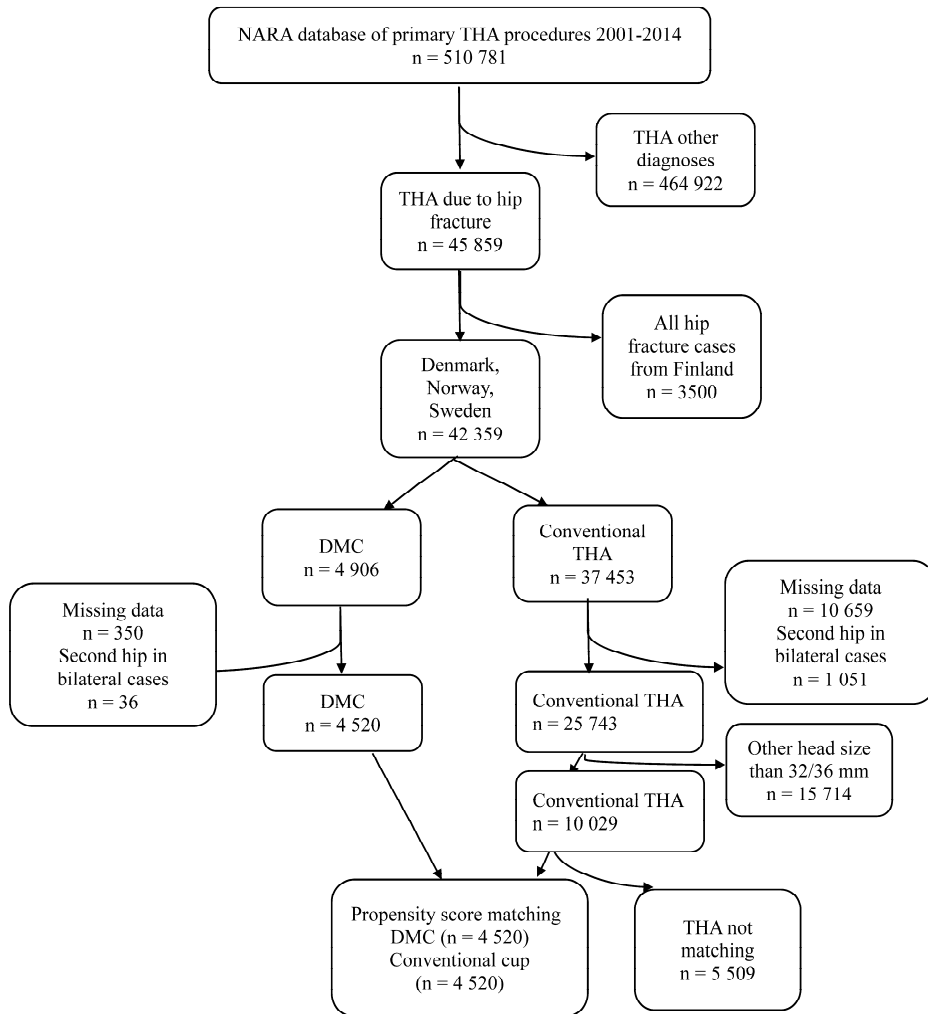 NARA database of primary THA procedures 2001-2014
n = 510 781
THA other
diagnoses
n = 464 922
THA due to hip
fracture
n = 45 859
All hip
fracture cases
from Finland
n = 3500
Denmark,
Norway,
Sweden
n = 42 359
DMC
n = 4 906
Conventional
THA
n = 37 453
Missing data
n = 350
Second hip in
bilateral cases
n = 36
Missing data
n = 10 659
Second hip in
bilateral cases
n = 1 051
DMC
n = 4 520
Conventional THA
n = 25 743
Other head size
than 32/36 mm
n = 15 714
Conventional THA
n = 10 029
Propensity score matching
DMC (n = 4 520)
Conventional cup
(n = 4 520)
THA not
matching
n = 5 509